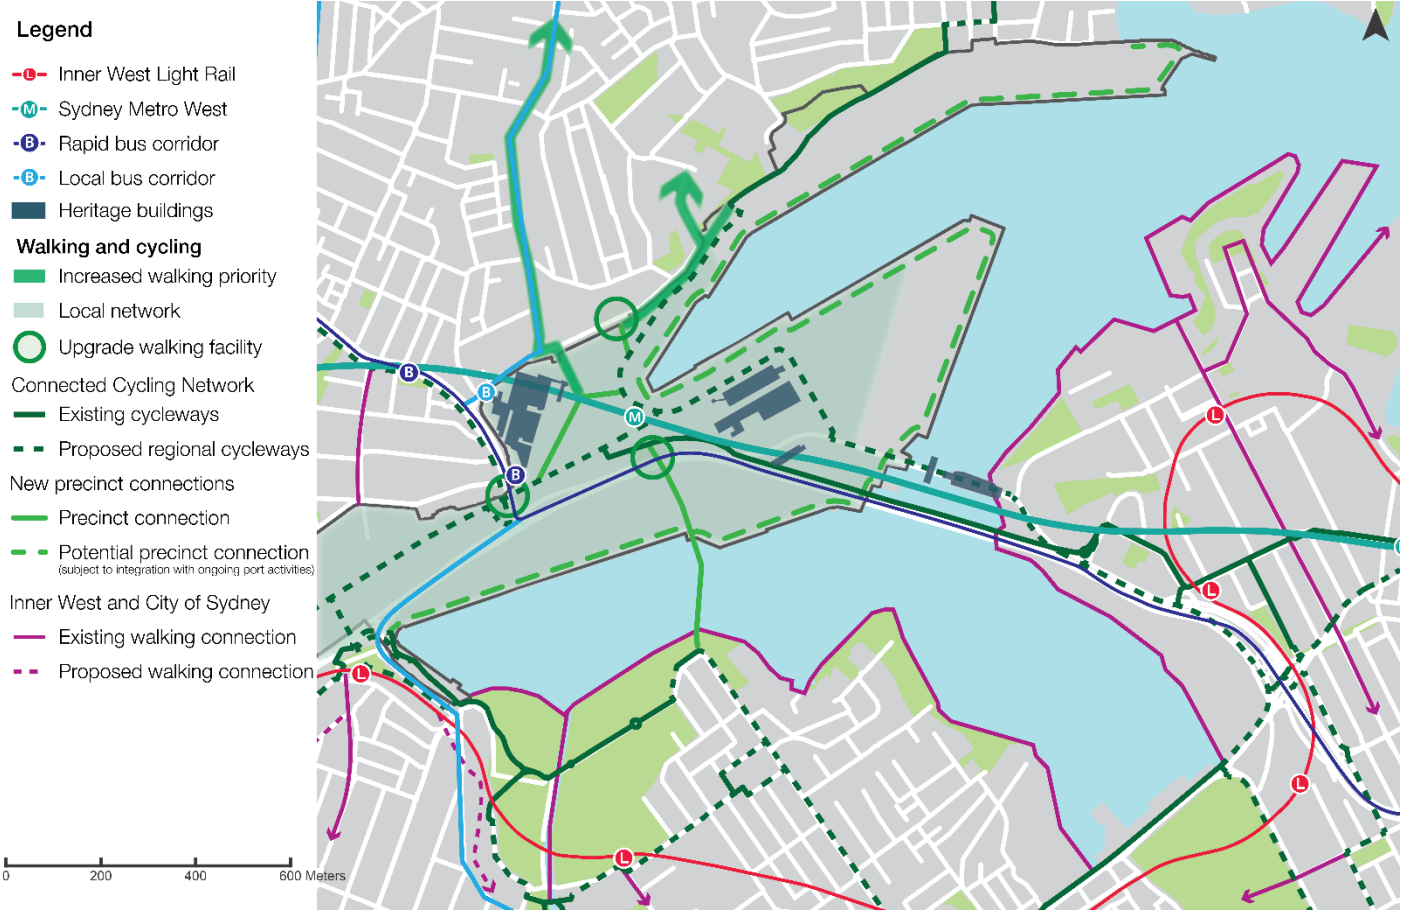 Legend
L Inner West Light Rail
M Sydney Metro West
B Rapid bus corridor
B Local bus corridor
Heritage buildings
Walking and cycling
Increased walking priority
Local network
Upgrade walking facility
Connected Cycling Network
Existing cycleways
Proposed regional cycleways
New precinct connections
Precinct connection
Potential precinct connection
(subject to integration with ongoing port activities)
Inner West and City of Sydney
Existing walking connection
Proposed walking connection
0 200 400 600 Meters
B
B
M
L
B
L
L
L
L